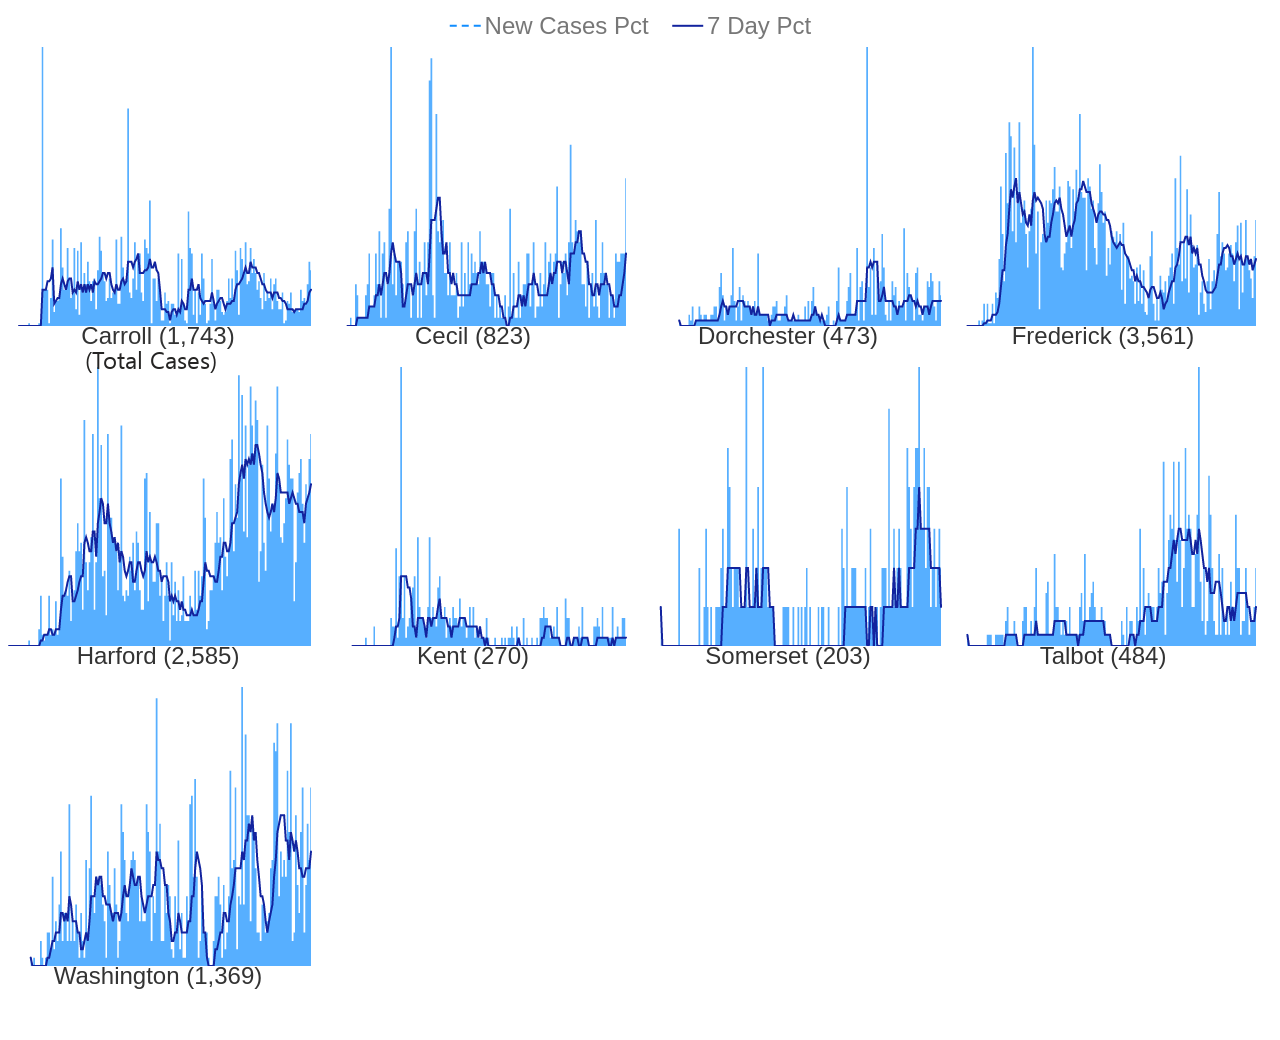 New Cases Pct 7 Day Pct
Carroll (1,743) Cecil (823) Dorchester (473) Frederick (3,561)
(Total Cases)
Harford (2,585) Kent (270) Somerset (203) Talbot (484)
Washington (1,369)